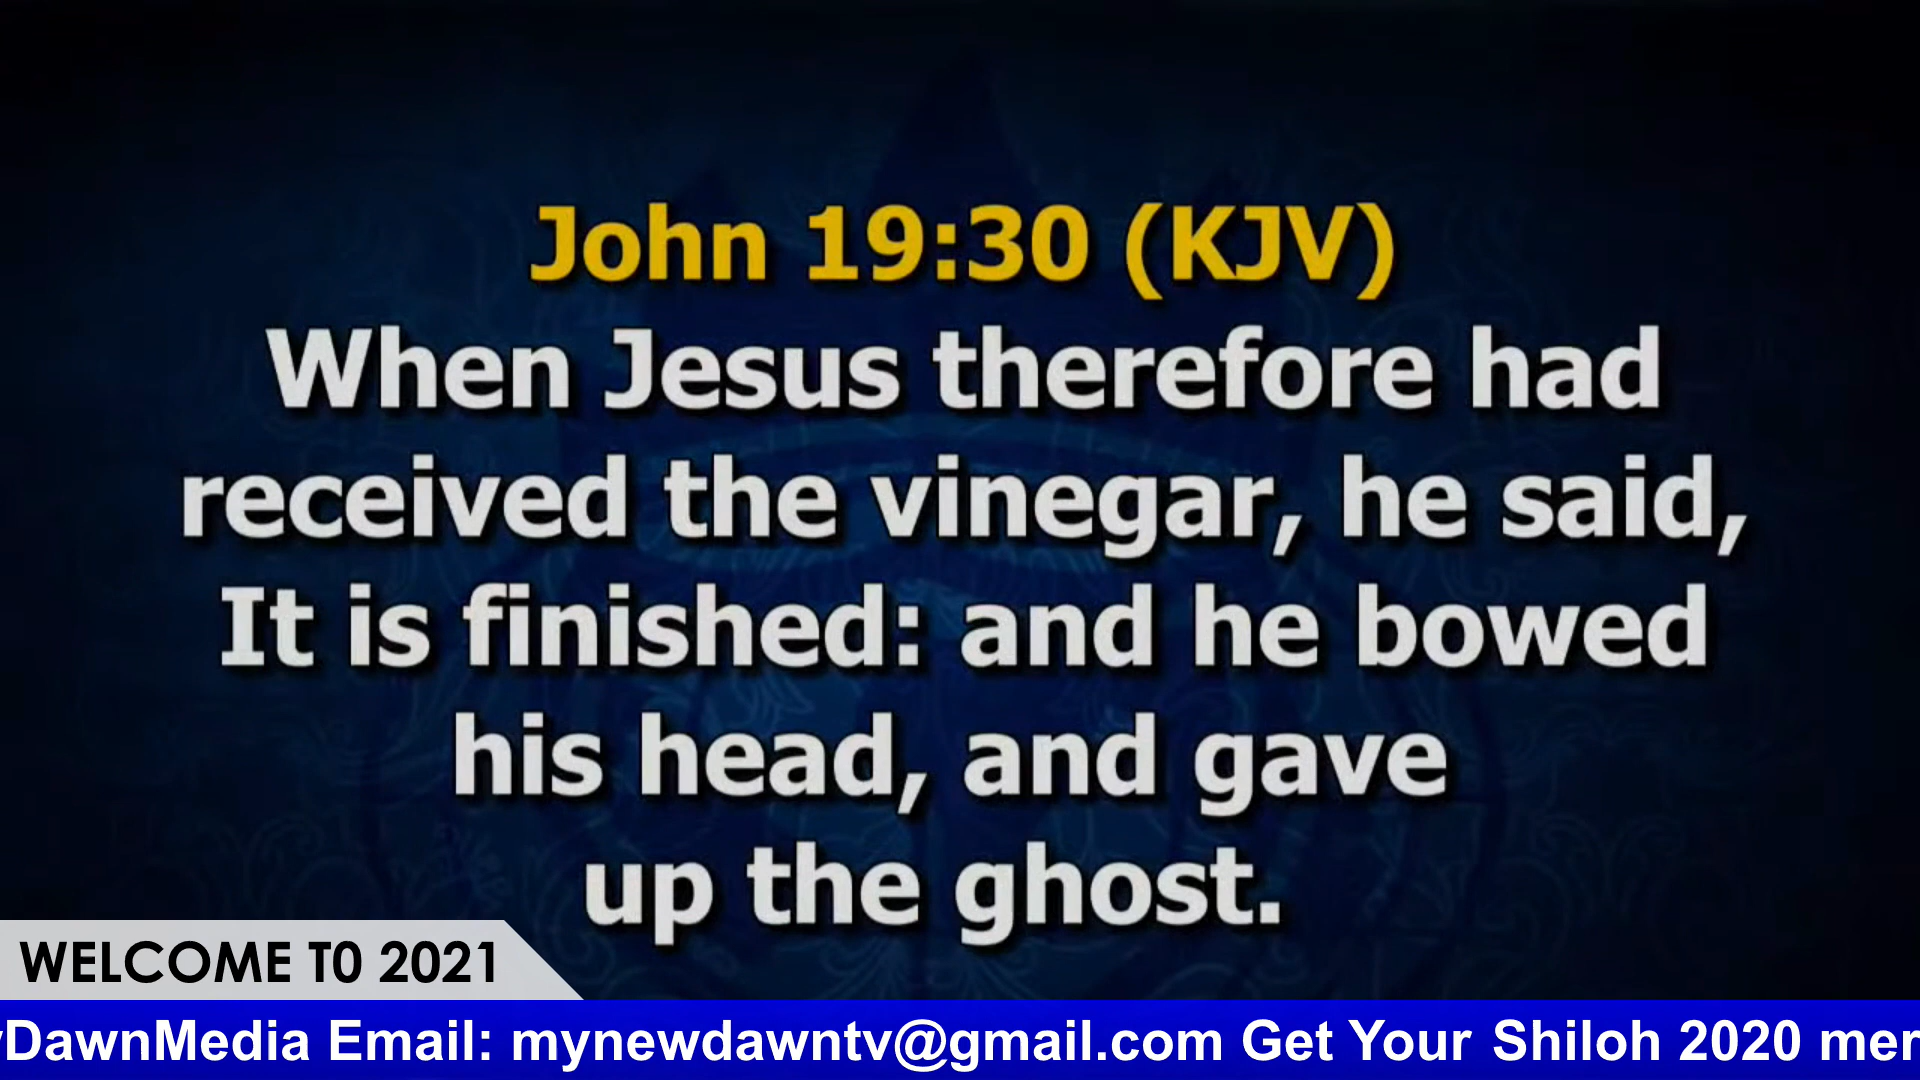 John 19:30 (KJV)
When Jesus therefore had
received the vinegar, he said,
It is finished: and he bowed
his head, and gave
up the ghost.
WELCOME T0 2021
DawnMedia Email: mynewdawntv@gmail.com Get Your Shiloh 2020